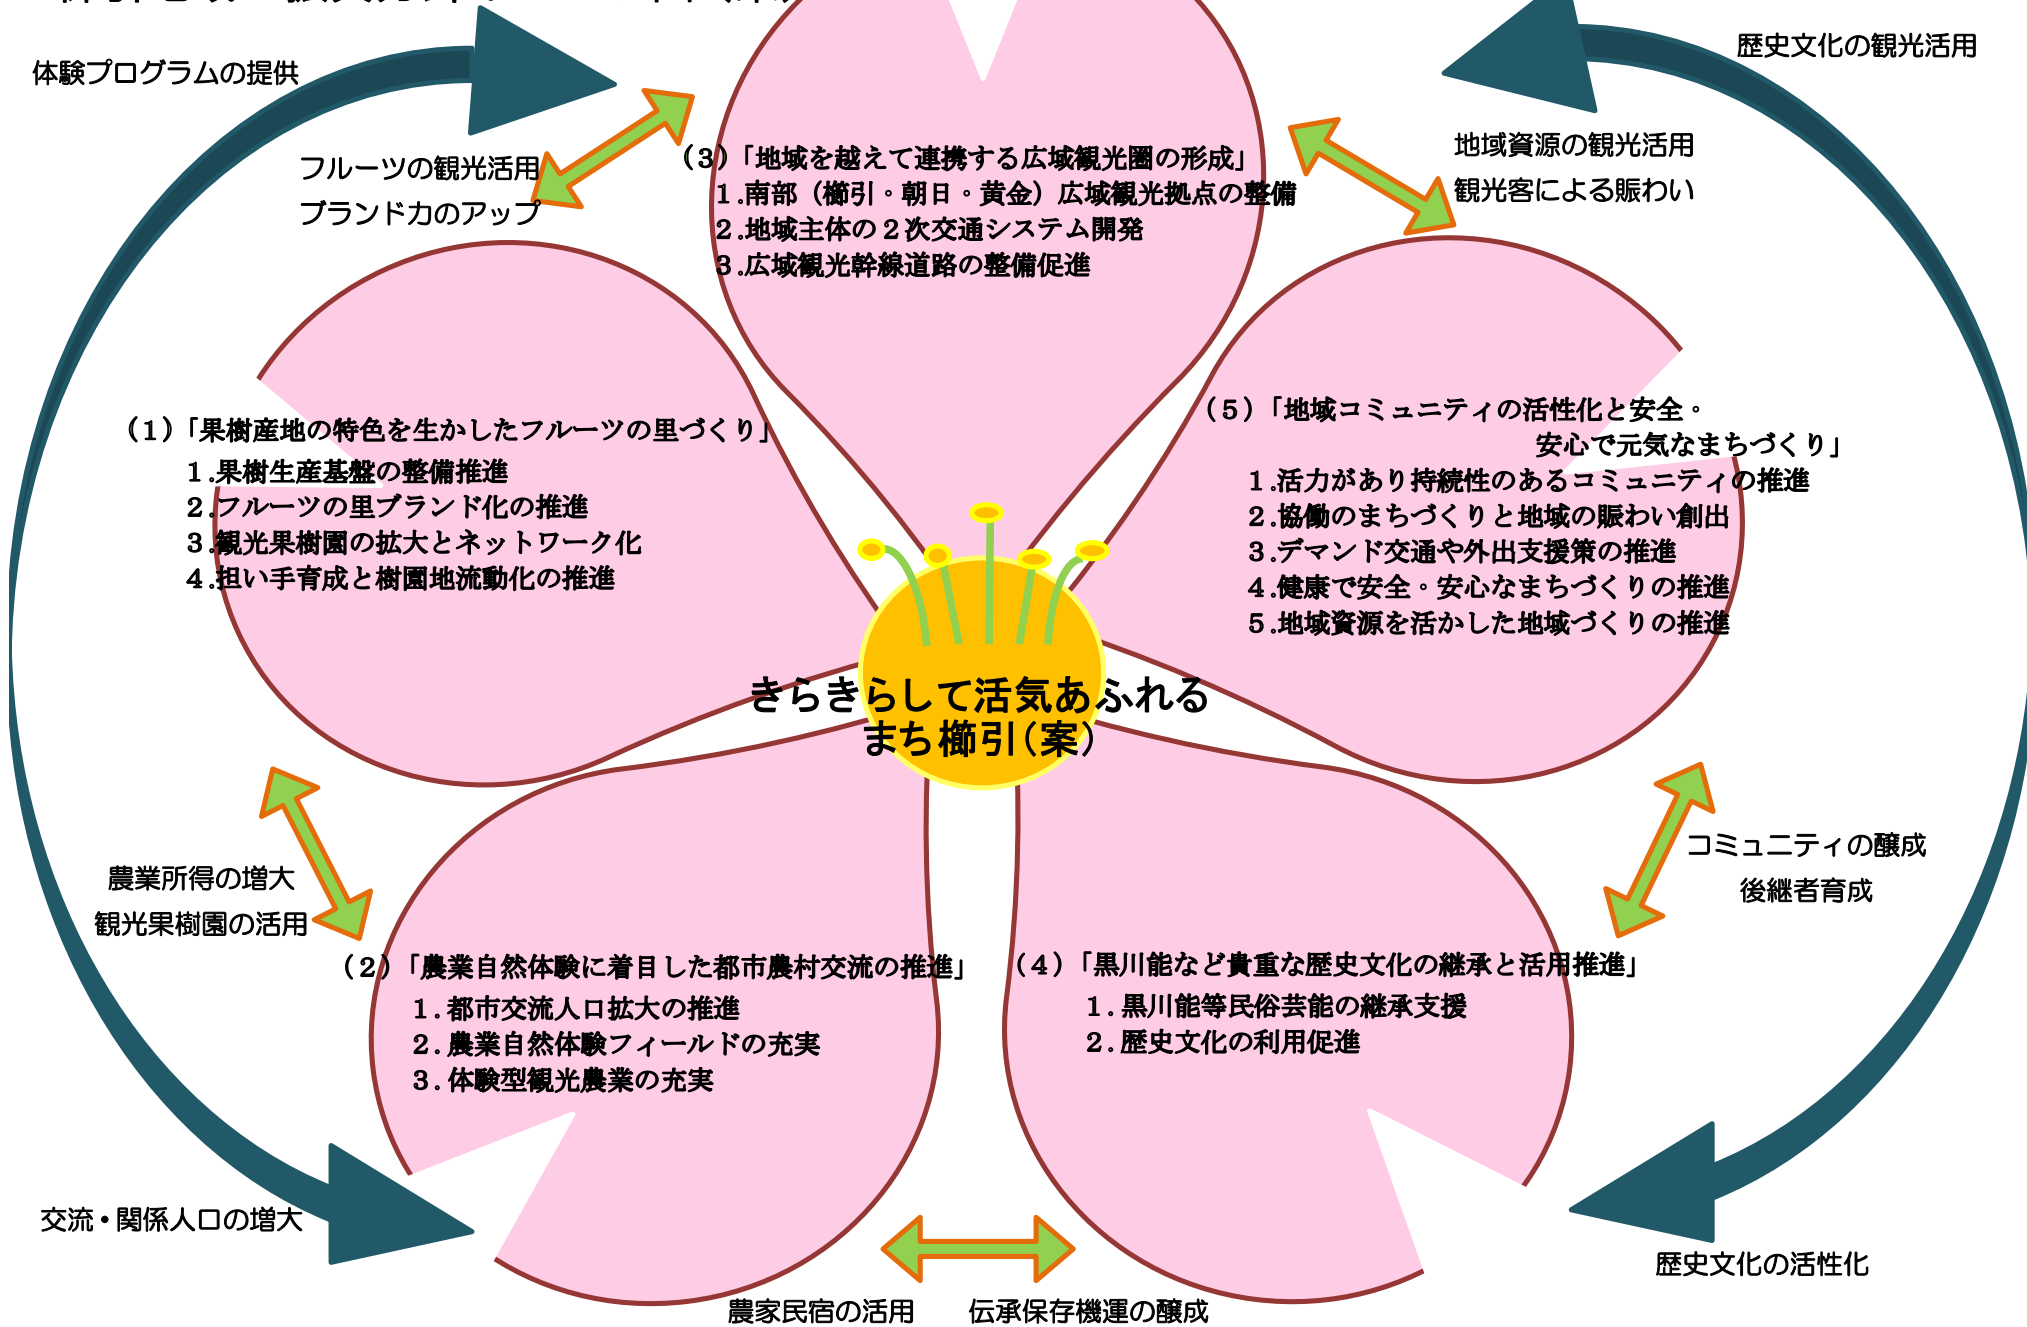 体験プログラムの提供
歴史文化の観光活用
フルーツの観光活用
ブランド力のアップ
地域資源の観光活用
観光客による賑わい
（3）「地域を越えて連携する広域観光圏の形成」
１.南部（櫛引・朝日・黄金）広域観光拠点の整備
２.地域主体の２次交通システム開発
３.広域観光幹線道路の整備促進
（１）「果樹産地の特色を生かしたフルーツの里づくり」
１.果樹生産基盤の整備推進
２.フルーツの里ブランド化の推進
３.観光果樹園の拡大とネットワーク化
４.担い手育成と樹園地流動化の推進
（５）「地域コミュニティの活性化と安全・
安心で元気なまちづくり」
１.活力があり持続性のあるコミュニティの推進
２.協働のまちづくりと地域の賑わい創出
３.デマンド交通や外出支援策の推進
４.健康で安全・安心なまちづくりの推進
５.地域資源を活かした地域づくりの推進
きらきらして活気あふれる
まち櫛引（案）
農業所得の増大
観光果樹園の活用
コミュニティの醸成
後継者育成
（２）「農業自然体験に着目した都市農村交流の推進」
１. 都市交流人口拡大の推進
２. 農業自然体験フィールドの充実
３. 体験型観光農業の充実
（４）「黒川能など貴重な歴史文化の継承と活用推進」
１. 黒川能等民俗芸能の継承支援
２. 歴史文化の利用促進
交流・関係人口の増大
歴史文化の活性化
農家民宿の活用　　伝承保存機運の醸成